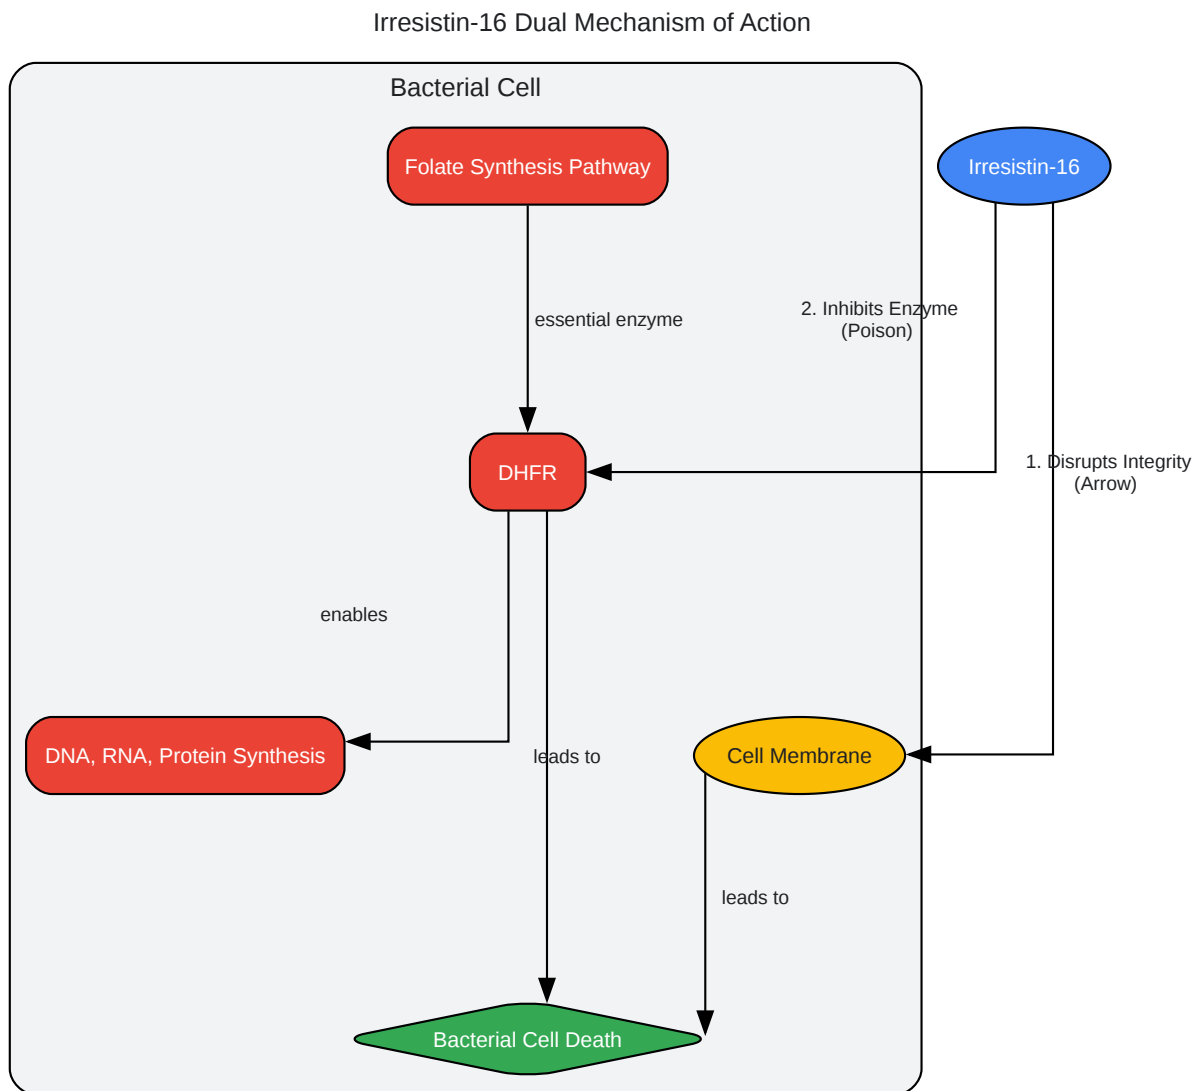 Irresistin-16 Dual Mechanism of Action
Bacterial Cell
Folate Synthesis Pathway
Irresistin-16
essential enzyme
2. Inhibits Enzyme
(Poison)
DHFR
1. Disrupts Integrity
(Arrow)
enables
DNA, RNA, Protein Synthesis
leads to
Cell Membrane
leads to
Bacterial Cell Death